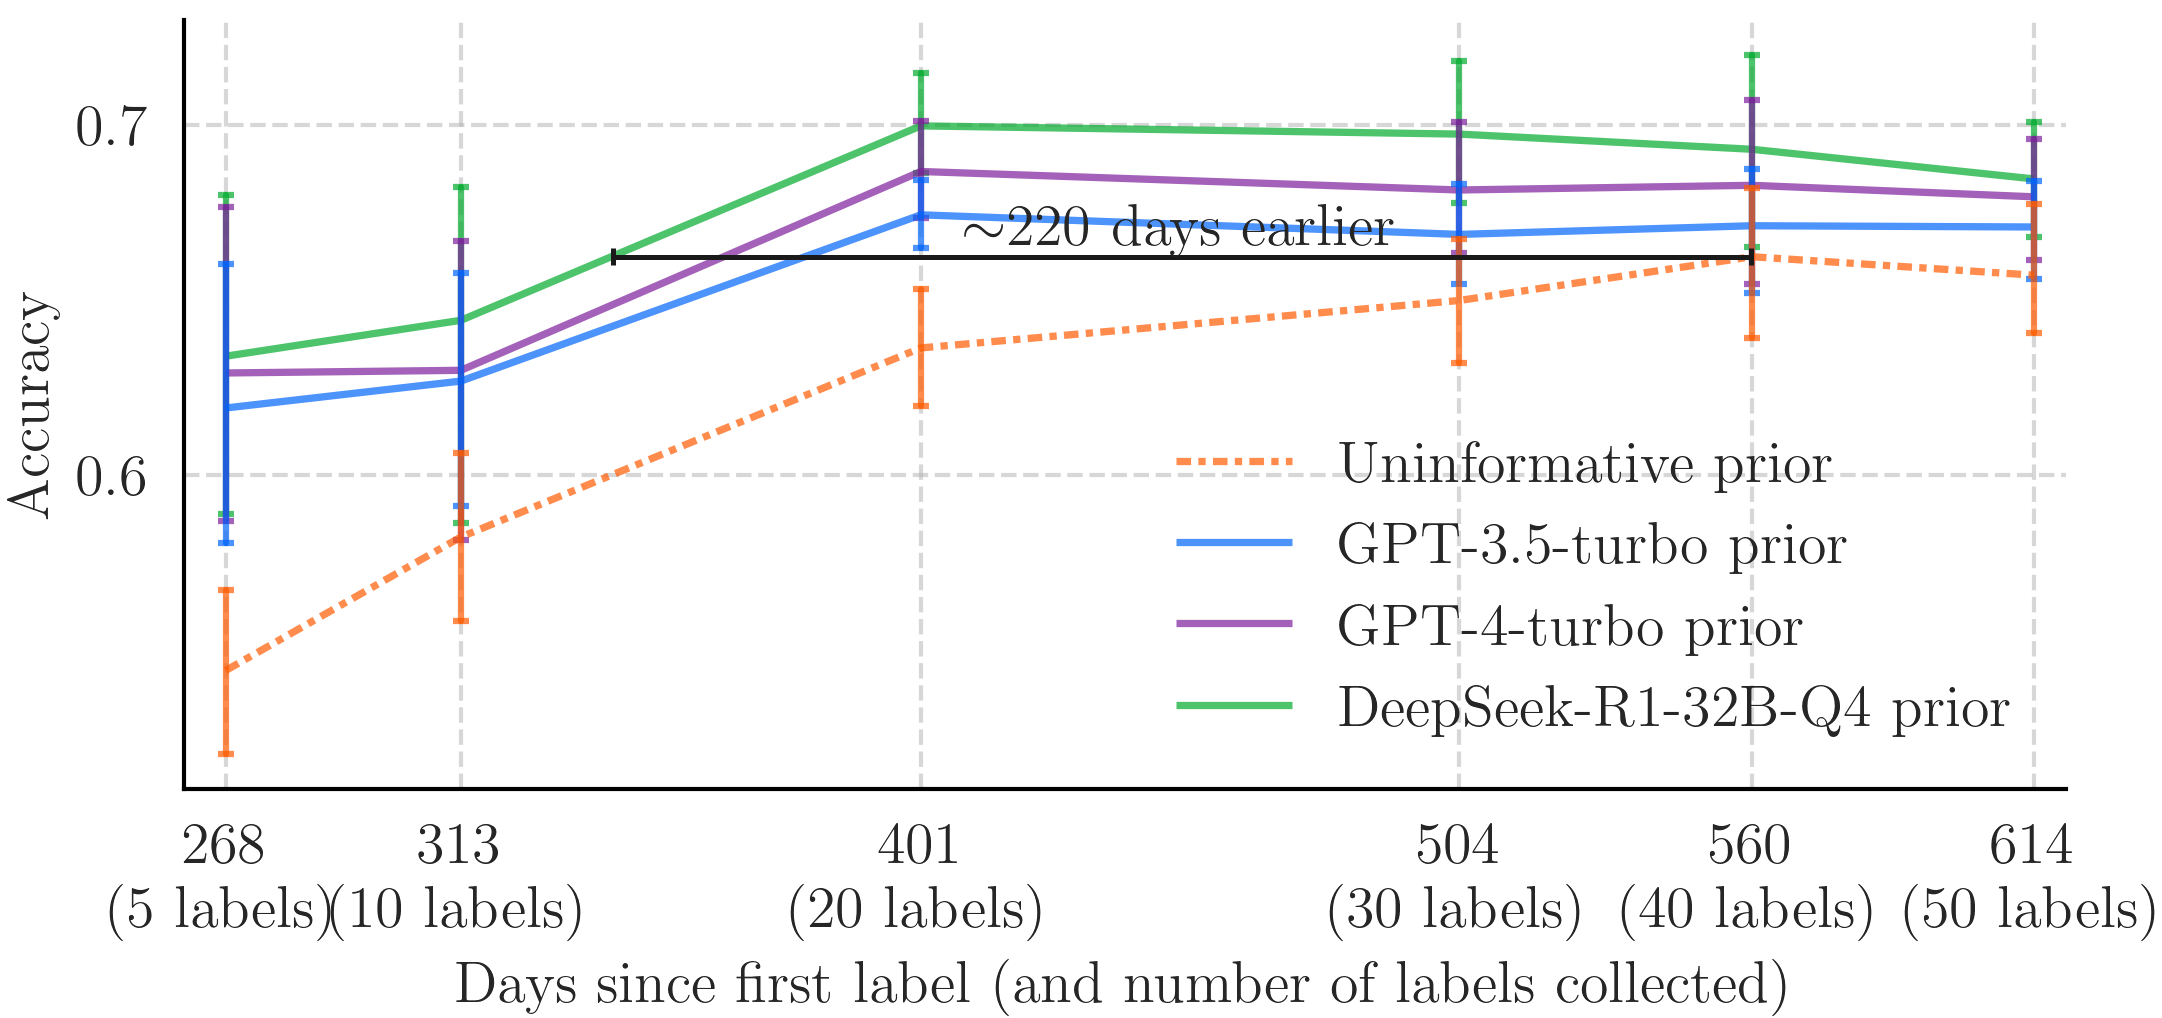 Accuracy
0.7
0.6
~220 days earlier
Uninformative prior
GPT-3.5-turbo prior
GPT-4-turbo prior
DeepSeek-R1-32B-Q4 prior
268 313 401 504 560 614
(5 labels) (10 labels) (20 labels) (30 labels) (40 labels) (50 labels)
Days since first label (and number of labels collected)